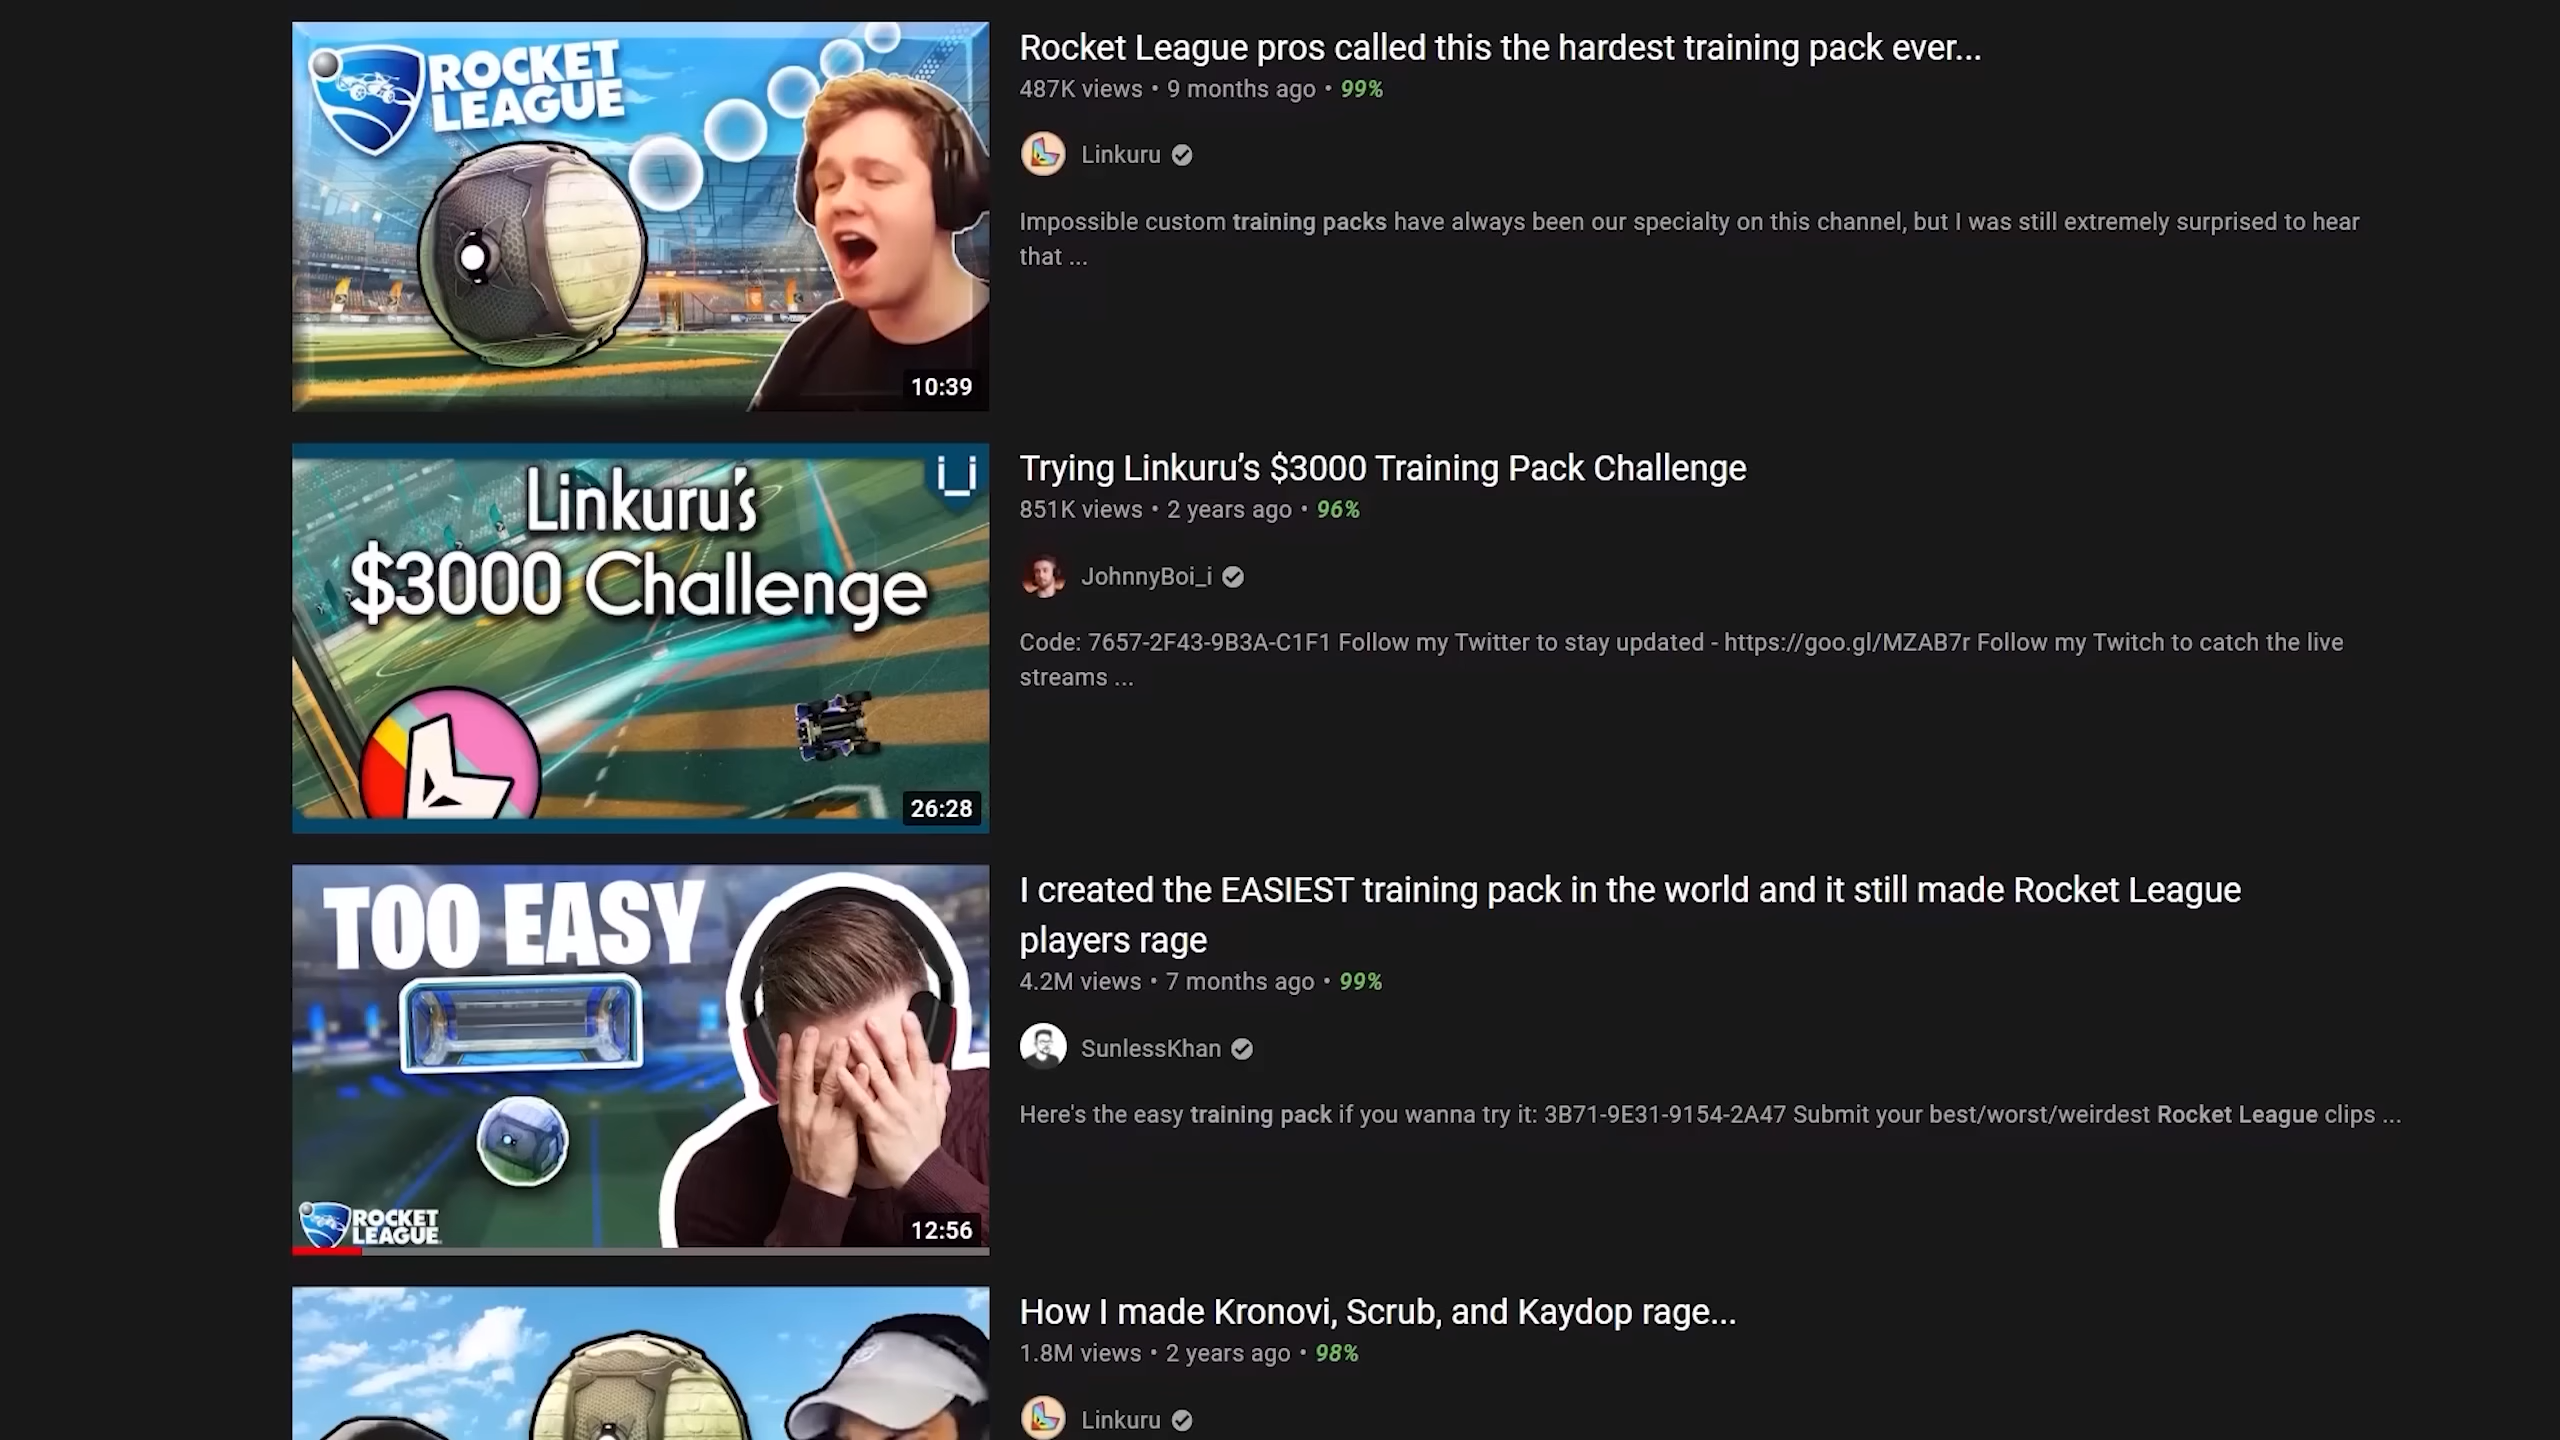 ROCKET
LEAGUE
10:39
Rocket League pros called this the hardest training pack ever...
487K views • 9 months ago • 99%
Linkuru
Impossible custom training packs have always been our specialty on this channel, but I was still extremely surprised to hear
that ...
Linkuru's
$3000 Challenge
26:28
Trying Linkuru’s $3000 Training Pack Challenge
851K views • 2 years ago • 96%
JohnnyBoi_i
Code: 7657-2F43-9B3A-C1F1 Follow my Twitter to stay updated - https://goo.gl/MZAB7r Follow my Twitch to catch the live
streams ...
TOO EASY
ROCKET
LEAGUE
12:56
I created the EASIEST training pack in the world and it still made Rocket League
players rage
4.2M views • 7 months ago • 99%
SunlessKhan
Here's the easy training pack if you wanna try it: 3B71-9E31-9154-2A47 Submit your best/worst/weirdest Rocket League clips ...
How I made Kronovi, Scrub, and Kaydop rage...
1.8M views • 2 years ago • 98%
Linkuru